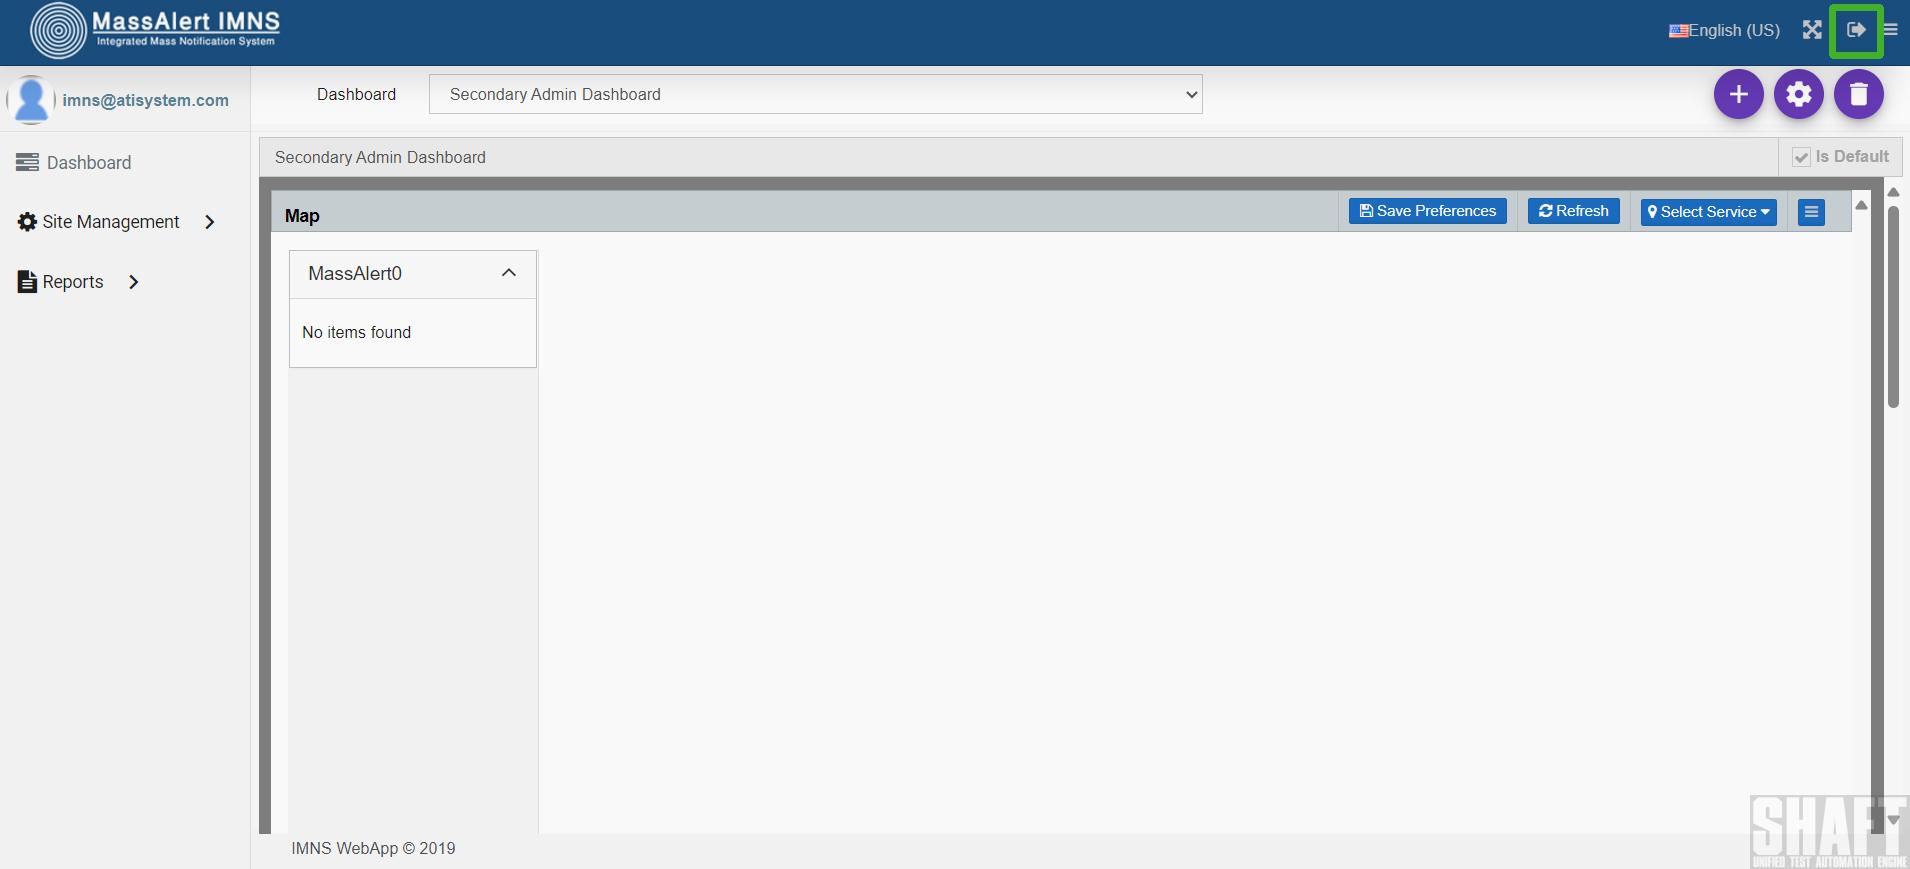 MassAlert IMNS
Integrated Mass Notification System
English (US)
imns@atisystem.com
Dashboard
Secondary Admin Dashboard
Dashboard
Site Management
Reports
Secondary Admin Dashboard
Is Default
Map
Save Preferences
Refresh
Select Service
MassAlert0
No items found
IMNS WebApp © 2019
SHAFT
UNIFIED TEST AUTOMATION ENGINE